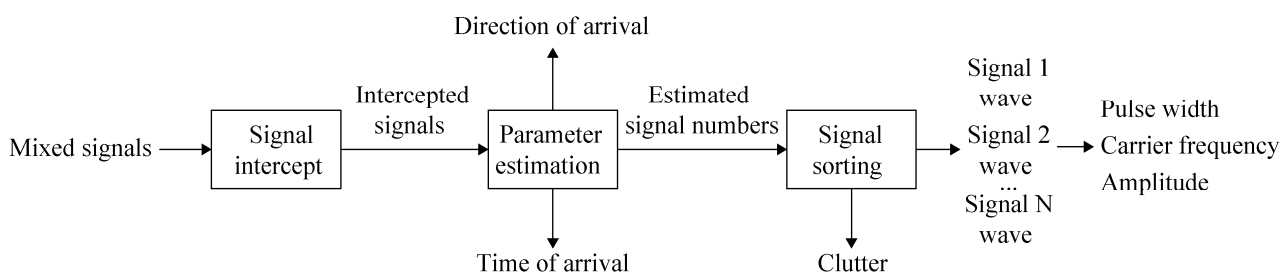 Direction of arrival
Mixed signals
Signal
intercept
Intercepted
signals
Parameter
estimation
Estimated
signal numbers
Signal
sorting
Signal 1
wave
Signal 2
wave
...
Signal N
wave
Pulse width
Carrier frequency
Amplitude
Time of arrival
Clutter